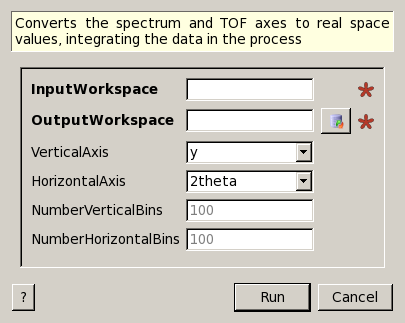 Converts the spectrum and TOF axes to real space
values, integrating the data in the process
InputWorkspace
OutputWorkspace
VerticalAxis y
HorizontalAxis 2theta
NumberVerticalBins 100
NumberHorizontalBins 100
? Run Cancel